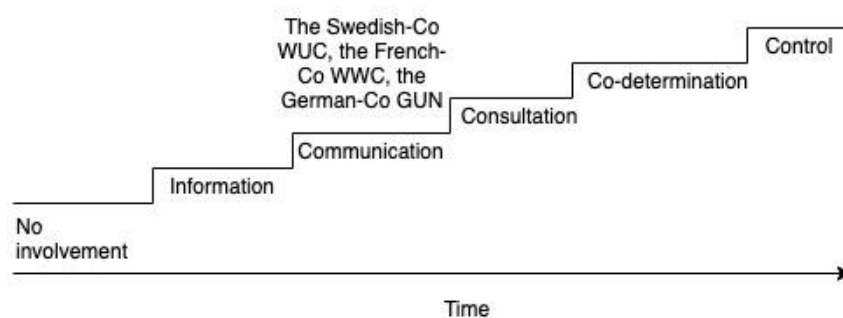 The Swedish-Co
WUC, the French-
Co WWC, the
German-Co GUN
Control
Co-determination
Consultation
Communication
Information
No
involvement
Time